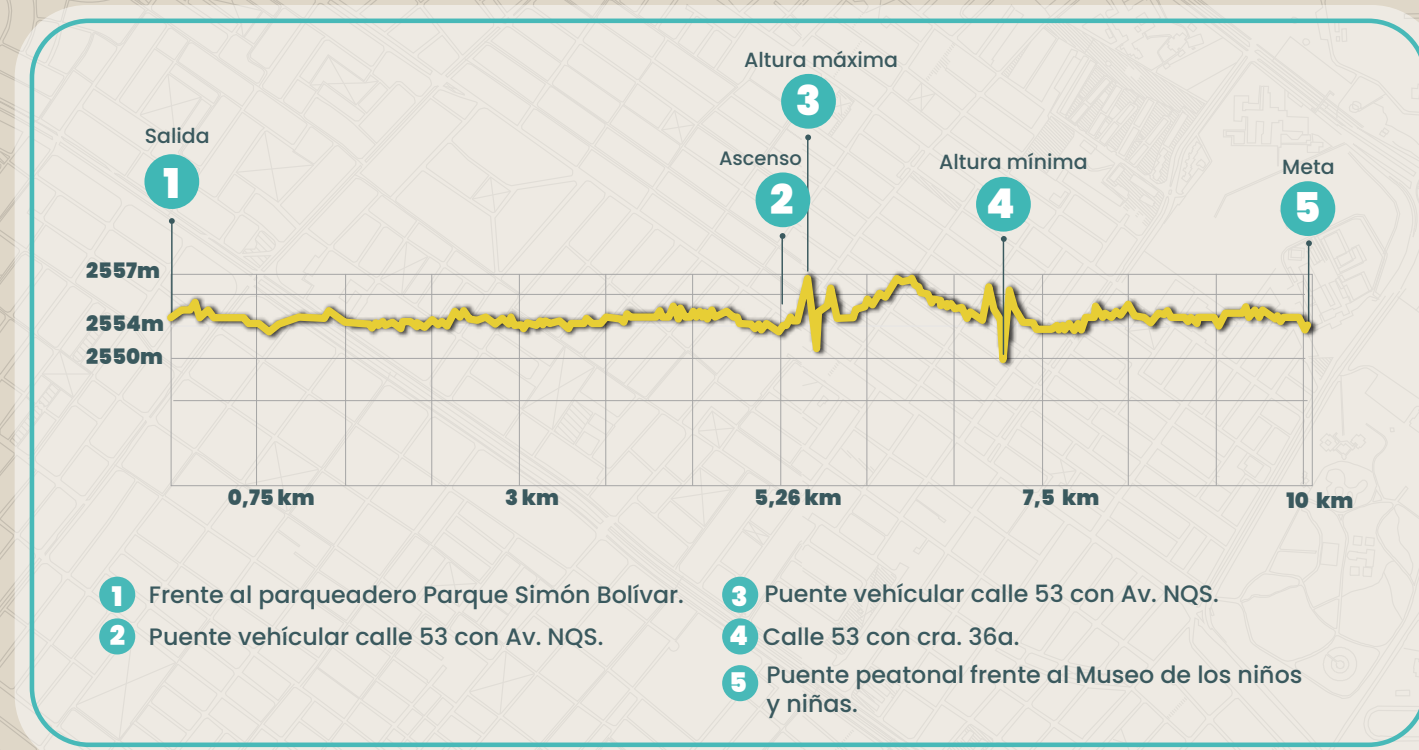 Altura máxima
3
Salida
1
Ascenso
2
Altura mínima
4
Meta
5
2557m
2554m
2550m
0,75 km
3 km
5,26 km
7,5 km
10 km
1 Frente al parqueadero Parque Simón Bolívar.
2 Puente vehícular calle 53 con Av. NQS.
3 Puente vehícular calle 53 con Av. NQS.
4 Calle 53 con cra. 36a.
5 Puente peatonal frente al Museo de los niños
y niñas.